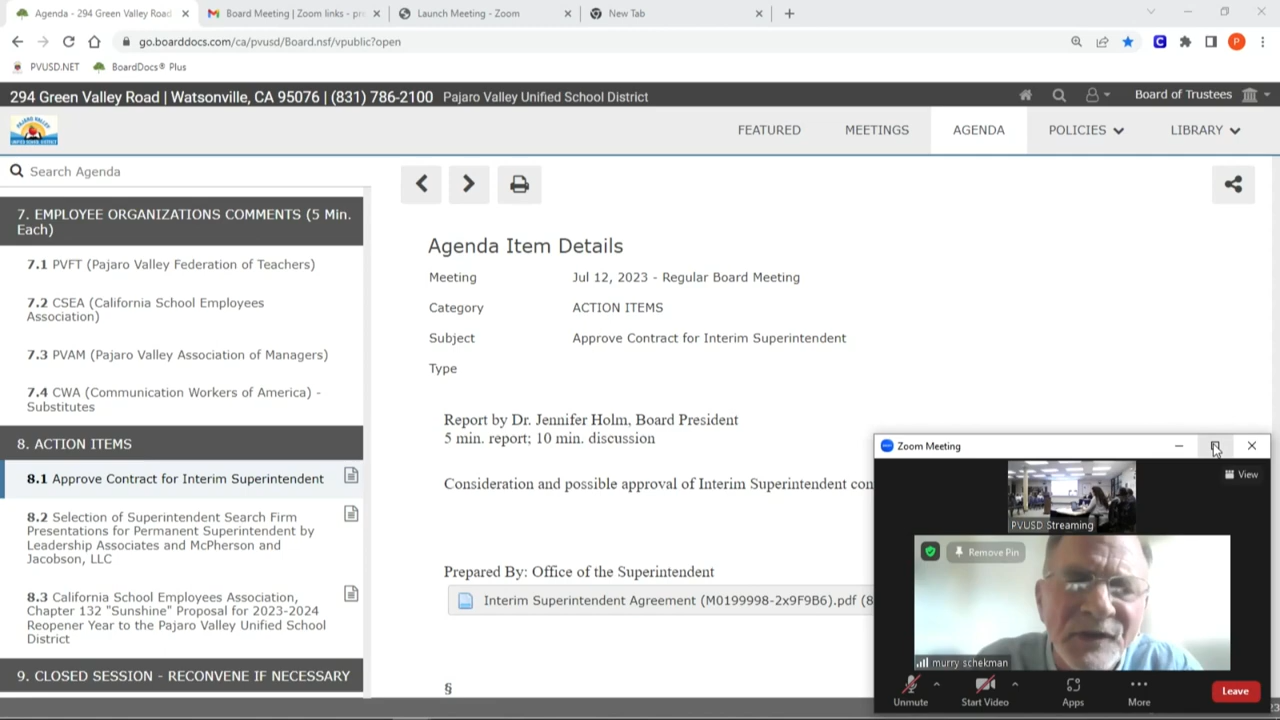 Agenda - 294 Green Valley Road
Board Meeting | Zoom links - pr
Launch Meeting - Zoom
New Tab
go.boarddocs.com/ca/pvusd/Board.nsf/vpublic?open
P
PVUSD.NET
BoardDocs® Plus
294 Green Valley Road | Watsonville, CA 95076 | (831) 786-2100 Pajaro Valley Unified School District
Board of Trustees
FEATURED
MEETINGS
AGENDA
POLICIES
LIBRARY
Search Agenda
7. EMPLOYEE ORGANIZATIONS COMMENTS (5 Min.
Each)
7.1 PVFT (Pajaro Valley Federation of Teachers)
7.2 CSEA (California School Employees
Association)
7.3 PVAM (Pajaro Valley Association of Managers)
7.4 CWA (Communication Workers of America) -
Substitutes
8. ACTION ITEMS
8.1 Approve Contract for Interim Superintendent
8.2 Selection of Superintendent Search Firm
Presentations for Permanent Superintendent by
Leadership Associates and McPherson and
Jacobson, LLC
8.3 California School Employees Association,
Chapter 132 "Sunshine" Proposal for 2023-2024
Reopener Year to the Pajaro Valley Unified School
District
9. CLOSED SESSION - RECONVENE IF NECESSARY
Agenda Item Details
Meeting Jul 12, 2023 - Regular Board Meeting
Category ACTION ITEMS
Subject Approve Contract for Interim Superintendent
Type
Report by Dr. Jennifer Holm, Board President
5 min. report; 10 min. discussion
Consideration and possible approval of Interim Superintendent con
Prepared By: Office of the Superintendent
Interim Superintendent Agreement (M0199998-2x9F9B6).pdf (8
§
Zoom Meeting
View
PVUSD Streaming
Remove Pin
murry schekman
Unmute
Start Video
Apps
More
Leave